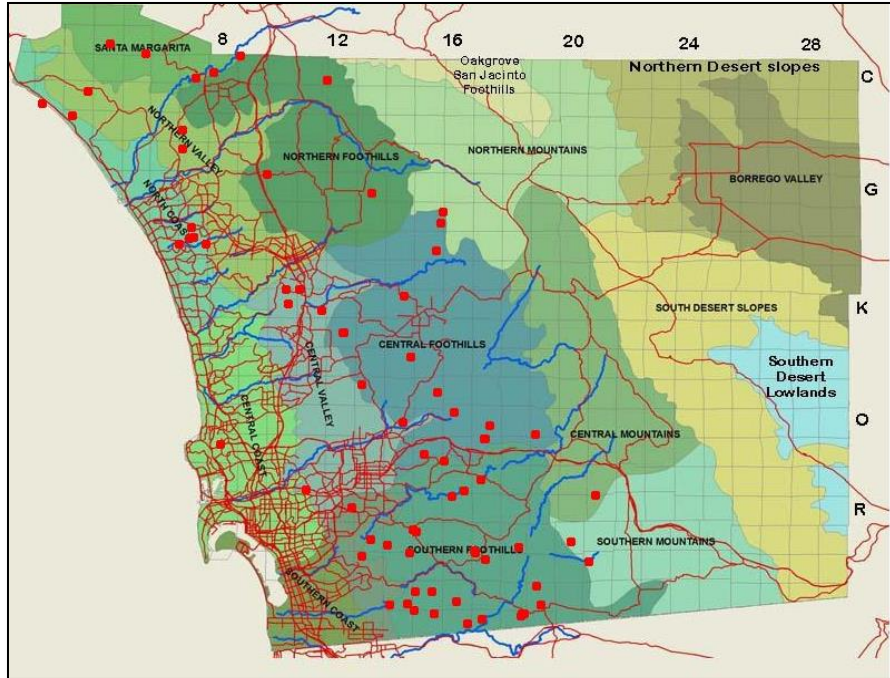 8 12 16 20 24 28
SANTA MARGARITA
Oakgrove
San Jacinto
Foothills
Northern Desert slopes
C
NORTHERN VALLEY
NORTHERN FOOTHILLS
NORTHERN MOUNTAINS
BORREGO VALLEY
G
NORTH COAST
SOUTH DESERT SLOPES
K
CENTRAL VALLEY
CENTRAL FOOTHILLS
Southern
Desert
Lowlands
CENTRAL COAST
CENTRAL MOUNTAINS
O
R
SOUTHERN FOOTHILLS
SOUTHERN MOUNTAINS
SOUTHERN COAST